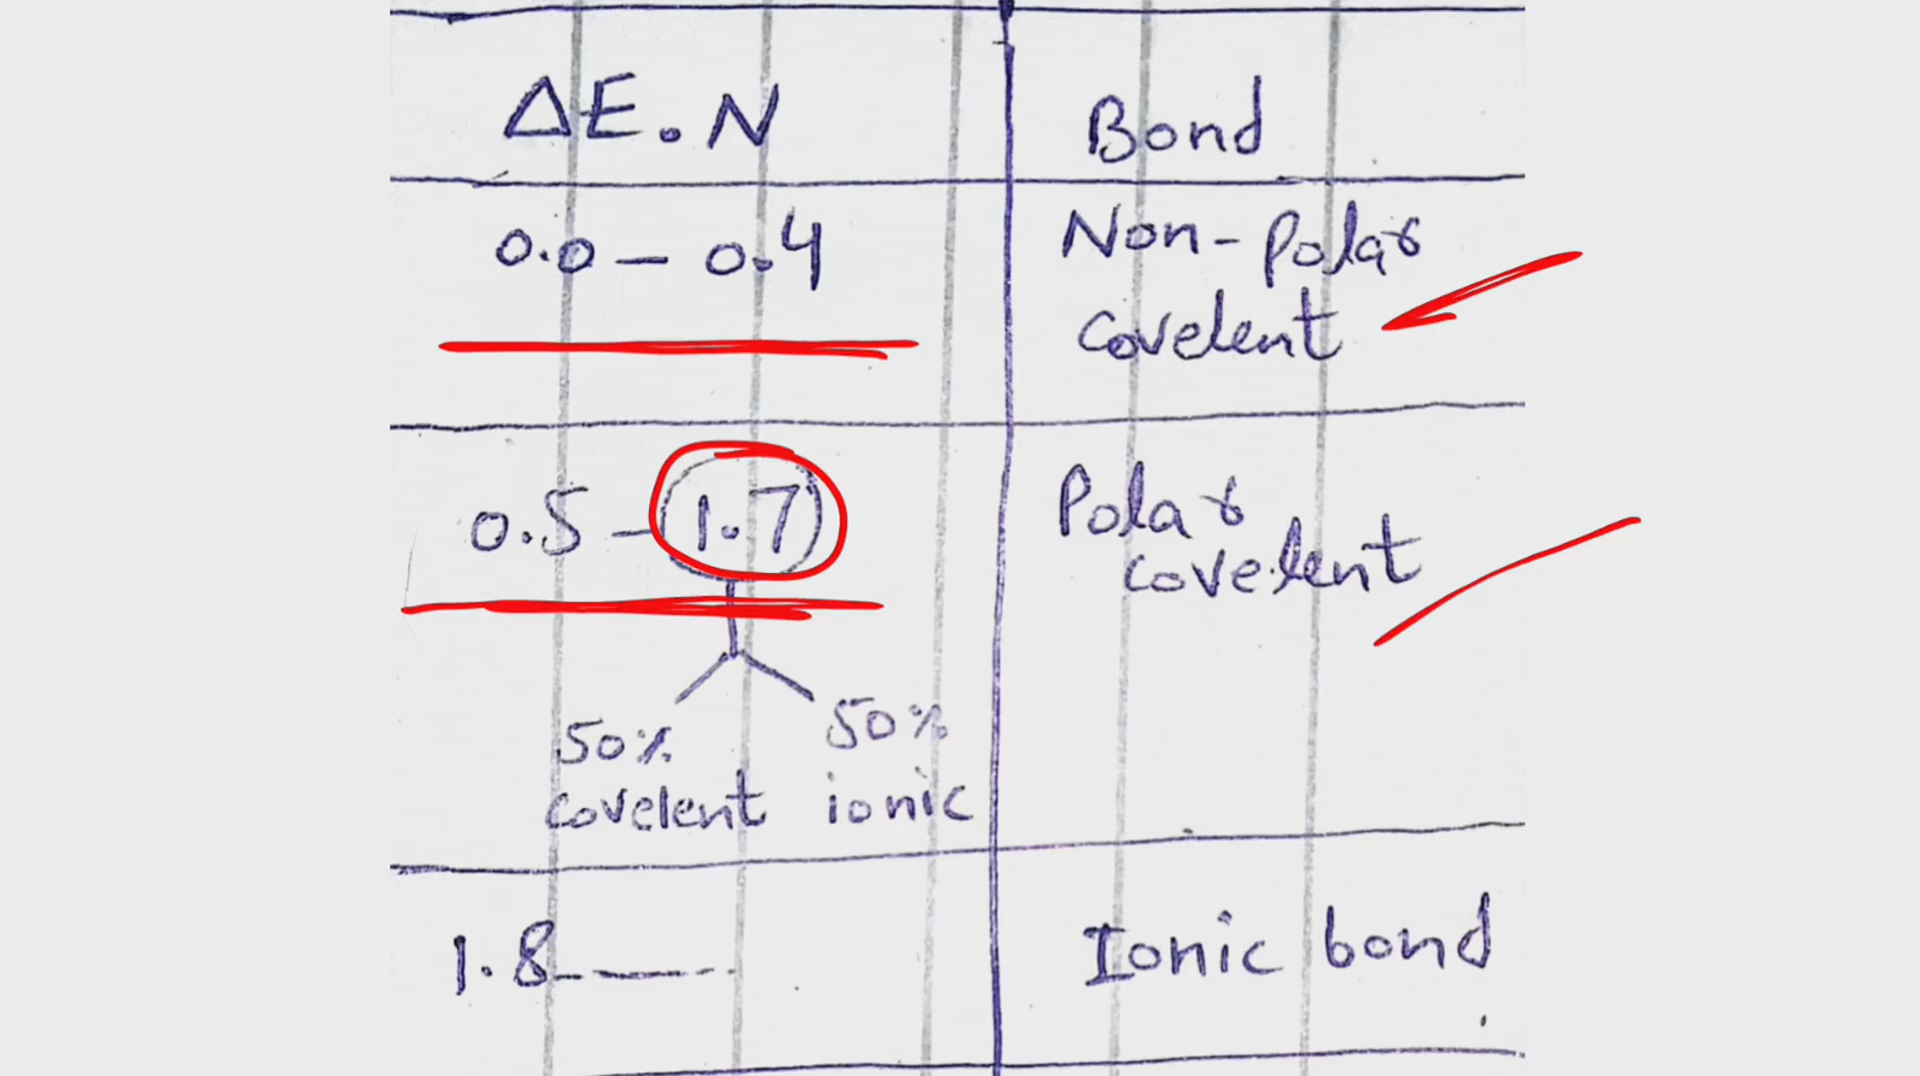 ΔE.N Bond
0.0 – 0.4 Non-Polar
covelent
0.5 – 1.7 Polar
covelent
50% 50%
covelent ionic
1.8------ Ionic bond